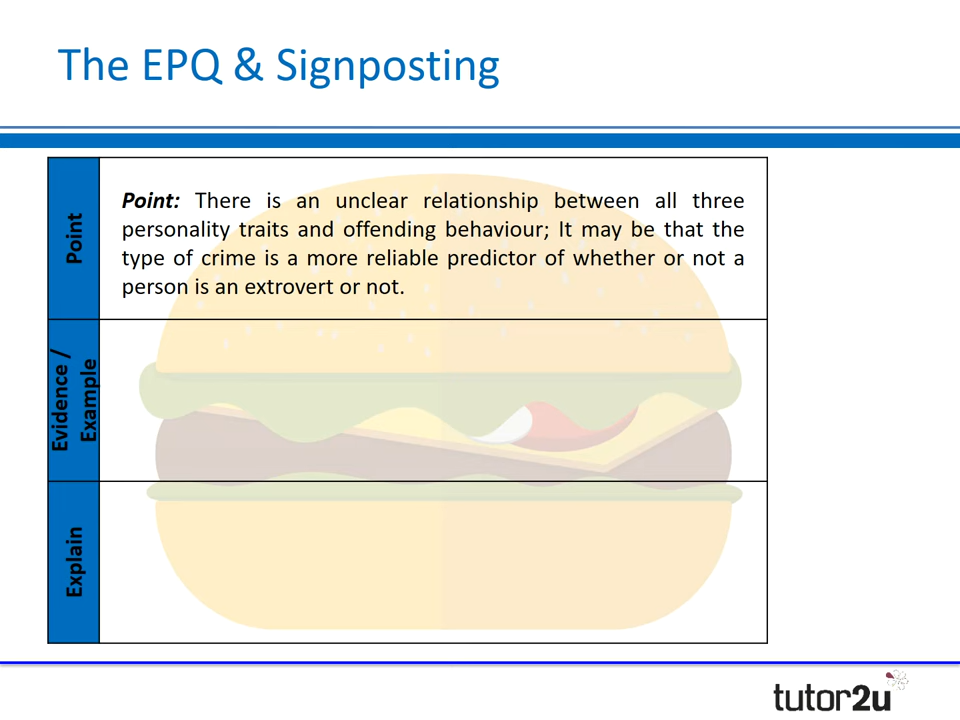 The EPQ & Signposting
Point
Point: There is an unclear relationship between all three
personality traits and offending behaviour; It may be that the
type of crime is a more reliable predictor of whether or not a
person is an extrovert or not.
Evidence /
Example
Explain
tutor2u